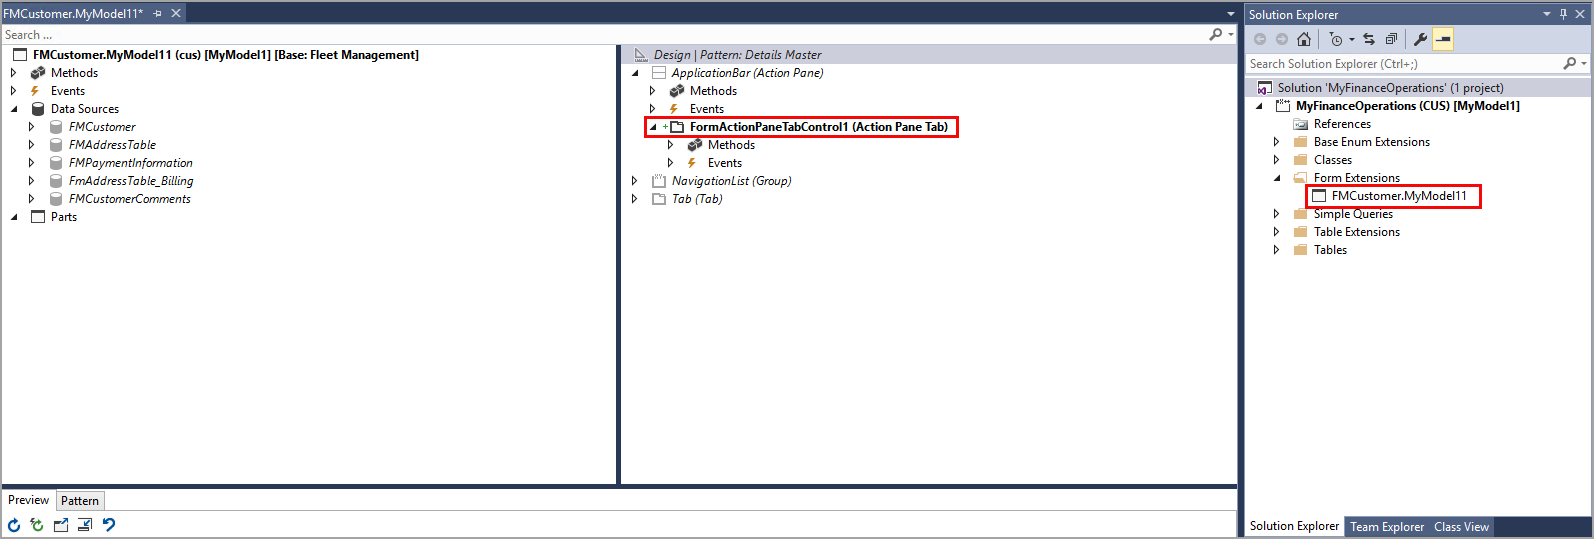 FMCustomer.MyModel11*
Search ...
FMCustomer.MyModel11 (cus) [MyModel1] [Base: Fleet Management]
Methods
Events
Data Sources
FMCustomer
FMAddressTable
FMPaymentInformation
FmAddressTable_Billing
FMCustomerComments
Parts
Design | Pattern: Details Master
ApplicationBar (Action Pane)
Methods
Events
FormActionPaneTabControl1 (Action Pane Tab)
Methods
Events
NavigationList (Group)
Tab (Tab)
Preview
Pattern
Solution Explorer
Search Solution Explorer (Ctrl+;)
Solution 'MyFinanceOperations' (1 project)
MyFinanceOperations (CUS) [MyModel1]
References
Base Enum Extensions
Classes
Form Extensions
FMCustomer.MyModel11
Simple Queries
Table Extensions
Tables
Solution Explorer
Team Explorer
Class View